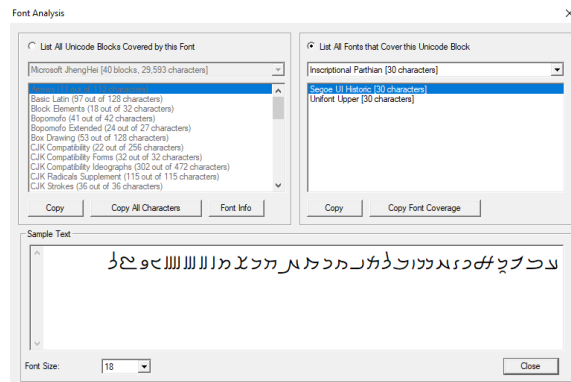 Font Analysis
List All Unicode Blocks Covered by this Font
Microsoft JhengHei [40 blocks, 29,593 characters]
Basic Latin (97 out of 128 characters)
Block Elements (18 out of 32 characters)
Bopomofo (41 out of 42 characters)
Bopomofo Extended (24 out of 27 characters)
Box Drawing (53 out of 128 characters)
CJK Compatibility (22 out of 256 characters)
CJK Compatibility Forms (32 out of 32 characters)
CJK Compatibility Ideographs (302 out of 472 characters)
CJK Radicals Supplement (115 out of 115 characters)
CJK Strokes (36 out of 36 characters)
Copy
Copy All Characters
Font Info
List All Fonts that Cover this Unicode Block
Inscriptional Parthian [30 characters]
Segoe UI Historic [30 characters]
Unifont Upper [30 characters]
Copy
Copy Font Coverage
Sample Text
𐭀𐭁𐭂𐭃𐭄𐭅𐭆𐭇𐭈𐭉𐭊𐭋𐭌𐭍𐭎𐭏𐭐𐭑𐭒𐭓𐭔𐭕𐭘𐭙𐭚𐭛𐭜𐭝𐭞𐭟
Font Size:
18
Close